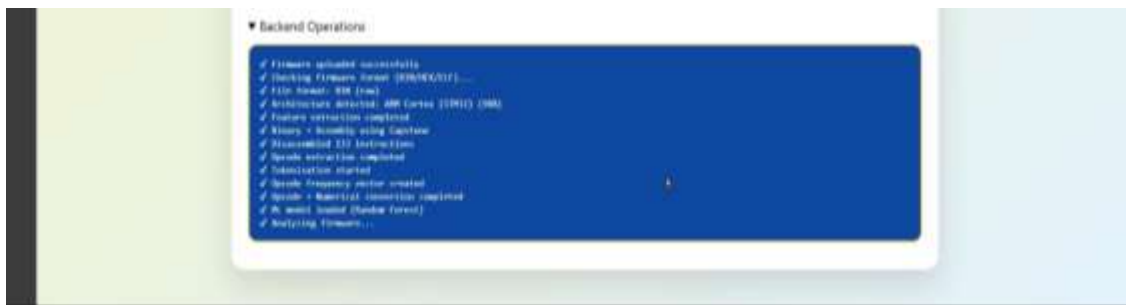 ▼ Backend Operations
✓ Firmware uploaded successfully
✓ Checking firmware format (BIN/HEX/ELF)...
✓ File format: BIN (raw)
✓ Architecture detected: ARM Cortex (STM32)
✓ Feature extraction completed
✓ Binary → Assembly using Capstone
✓ Disassembled instructions
✓ Opcode extraction completed
✓ Tokenisation started
✓ Opcode frequency vector created
✓ Opcode → Numerical conversion completed
✓ ML model loaded (Random Forest)
✓ Analyzing firmware...